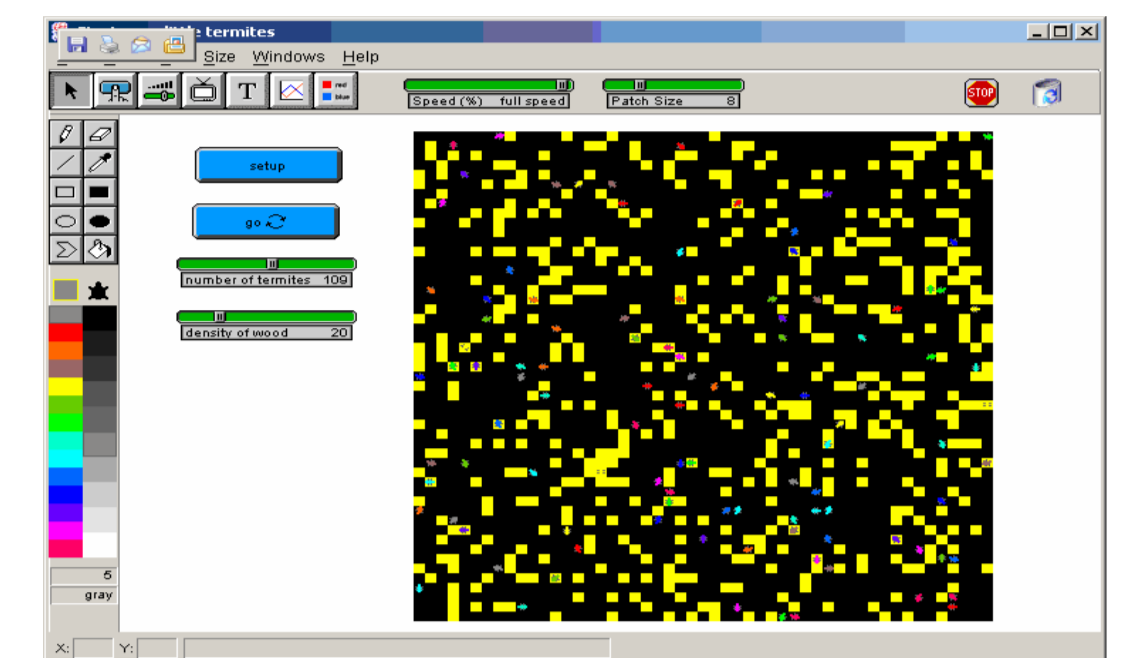 little termites
Size Windows Help
T
red
blue
Speed (%) full speed
Patch Size 8
STOP
setup
go
number of termites 109
density of wood 20
5
gray
X: Y: